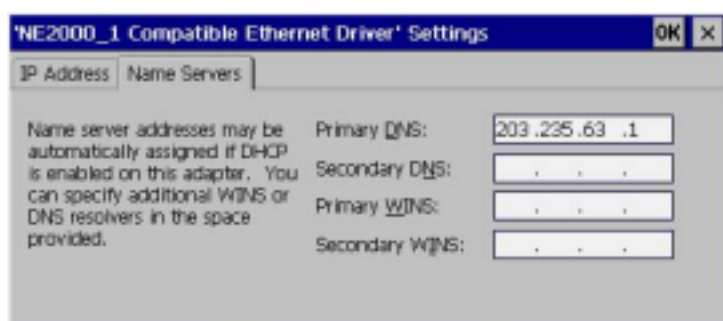 'NE2000_1 Compatible Ethernet Driver' Settings OK ×
IP Address Name Servers
Name server addresses may be
automatically assigned if DHCP
is enabled on this adapter. You
can specify additional WINS or
DNS resolvers in the space
provided.
Primary DNS: 203 .235 .63 .1
Secondary DNS: . . .
Primary WINS: . . .
Secondary WINS: . . .